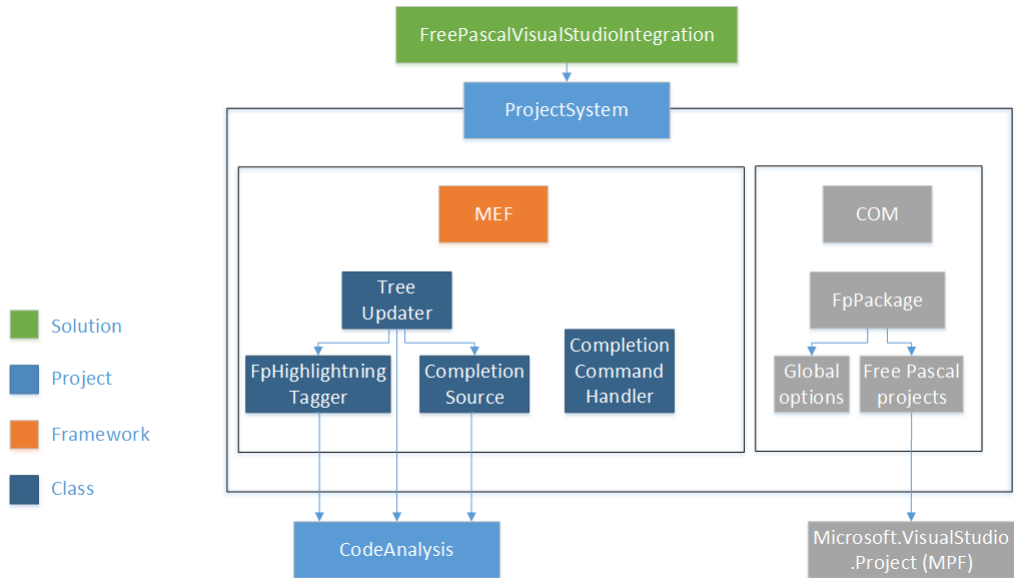 FreePascalVisualStudioIntegration
ProjectSystem
MEF
COM
Tree
Updater
FpPackage
FpHighlightning
Tagger
Completion
Source
Completion
Command
Handler
Global
options
Free Pascal
projects
Solution
Project
Framework
Class
CodeAnalysis
Microsoft.VisualStudio
.Project (MPF)